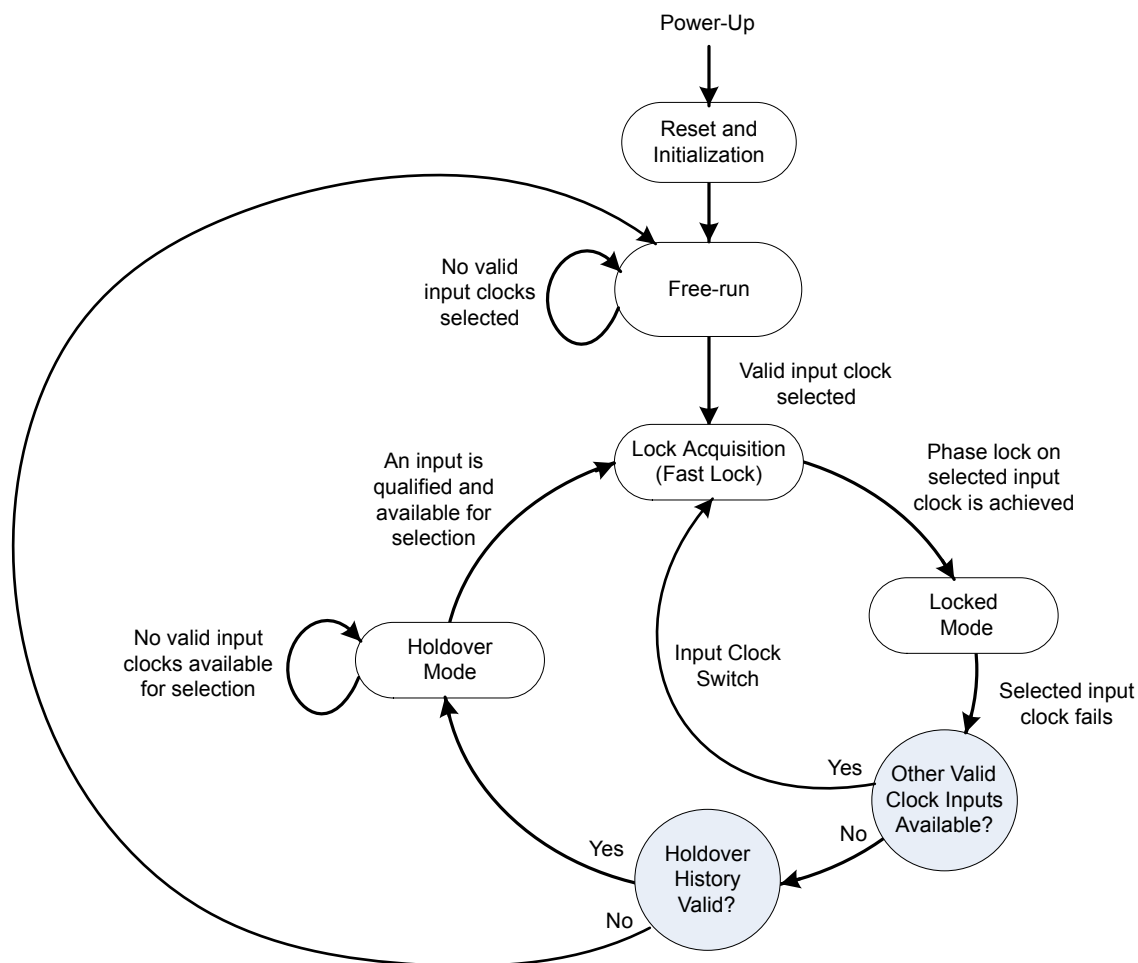 Power-Up
Reset and
Initialization
No valid
input clocks
selected
Free-run
Valid input clock
selected
An input is
qualified and
available for
selection
Lock Acquisition
(Fast Lock)
Phase lock on
selected input
clock is achieved
No valid input
clocks available
for selection
Holdover
Mode
Input Clock
Switch
Locked
Mode
Selected input
clock fails
Yes
Other Valid
Clock Inputs
Available?
No
Yes
Holdover
History
Valid?
No